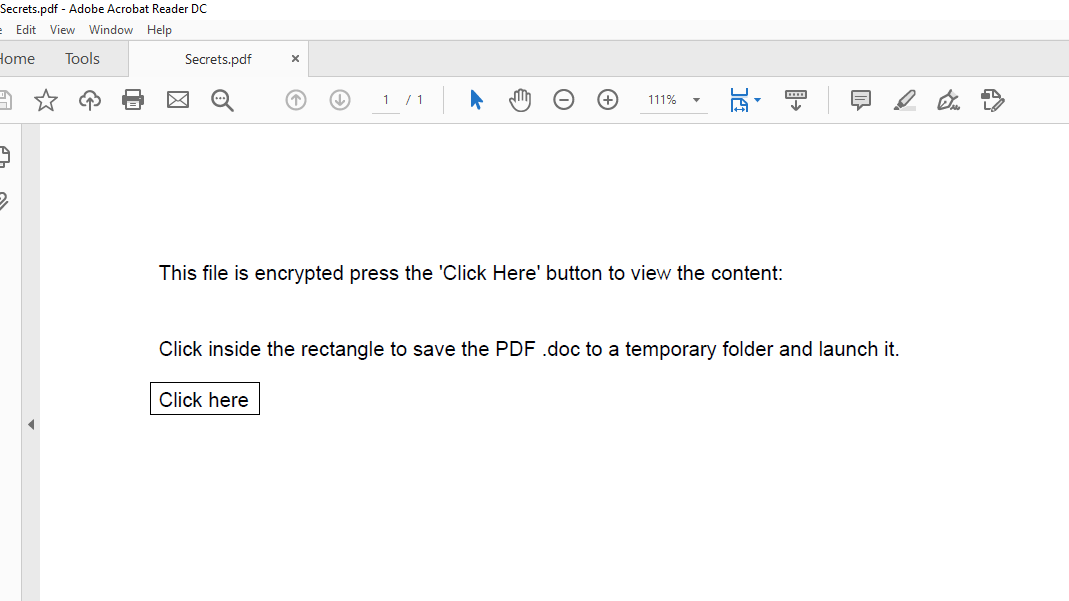 Secrets.pdf - Adobe Acrobat Reader DC
Edit View Window Help
Home Tools Secrets.pdf ×
1 / 1 111%
This file is encrypted press the 'Click Here' button to view the content:
Click inside the rectangle to save the PDF .doc to a temporary folder and launch it.
Click here